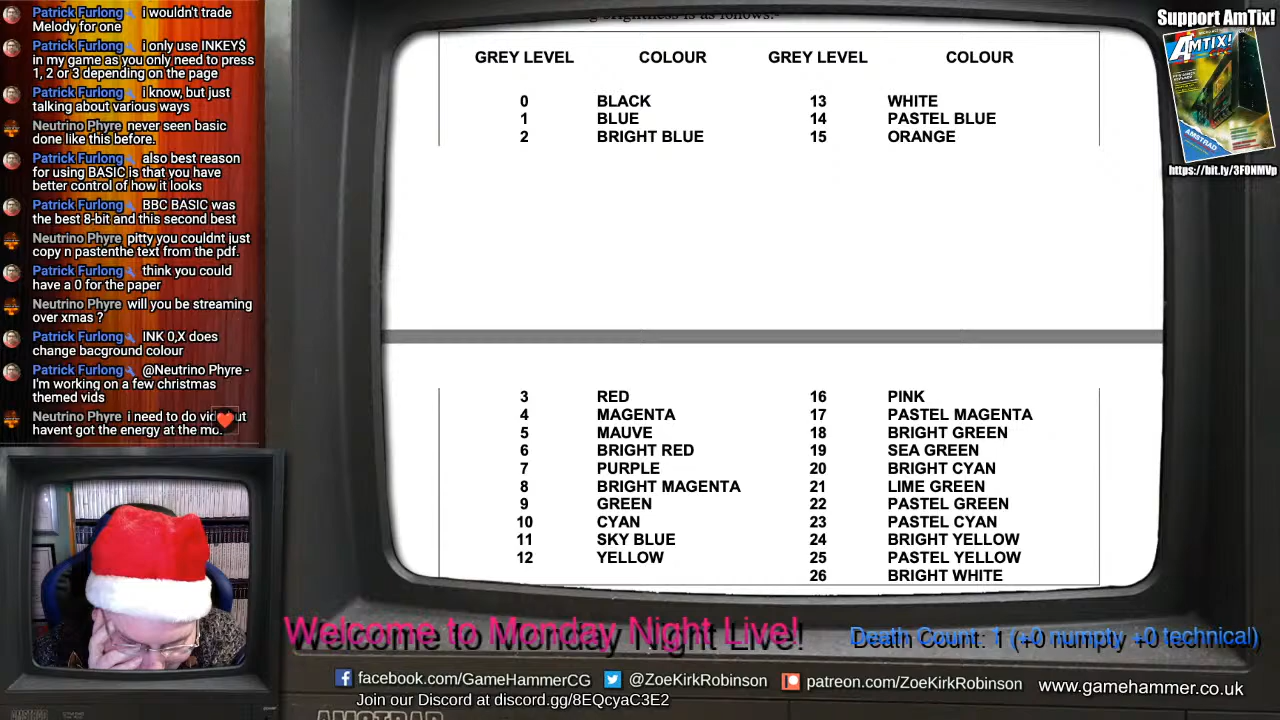 Patrick Furlong i wouldn't trade
Melody for one
Patrick Furlong i only use INKEY$
in my game as you only need to press
1, 2 or 3 depending on the page
Patrick Furlong i know, but just
talking about various ways
Neutrino Phyre never seen basic
done like this before.
Patrick Furlong also best reason
for using BASIC is that you have
better control of how it looks
Patrick Furlong BBC BASIC was
the best 8-bit and this second best
Neutrino Phyre pitty you couldnt just
copy n pastenthe text from the pdf.
Patrick Furlong think you could
have a 0 for the paper
Neutrino Phyre will you be streaming
over xmas ?
Patrick Furlong INK 0,X does
change bacground colour
Patrick Furlong @Neutrino Phyre -
I'm working on a few christmas
themed vids
Neutrino Phyre i need to do
havent got the energy at the mo.
brightness is as follows:-
GREY LEVEL COLOUR GREY LEVEL COLOUR
0 BLACK 13 WHITE
1 BLUE 14 PASTEL BLUE
2 BRIGHT BLUE 15 ORANGE
3 RED 16 PINK
4 MAGENTA 17 PASTEL MAGENTA
5 MAUVE 18 BRIGHT GREEN
6 BRIGHT RED 19 SEA GREEN
7 PURPLE 20 BRIGHT CYAN
8 BRIGHT MAGENTA 21 LIME GREEN
9 GREEN 22 PASTEL GREEN
10 CYAN 23 PASTEL CYAN
11 SKY BLUE 24 BRIGHT YELLOW
12 YELLOW 25 PASTEL YELLOW
26 BRIGHT WHITE
Support AmTix!
AMTIX!
AMSTRAD
https://bit.ly/3F0NMVp
Welcome to Monday Night Live!
Death Count: 1 (+0 numpty +0 technical)
facebook.com/GameHammerCG @ZoeKirkRobinson patreon.com/ZoeKirkRobinson www.gamehammer.co.uk
Join our Discord at discord.gg/8EQcyaC3E2
AMSTRAD